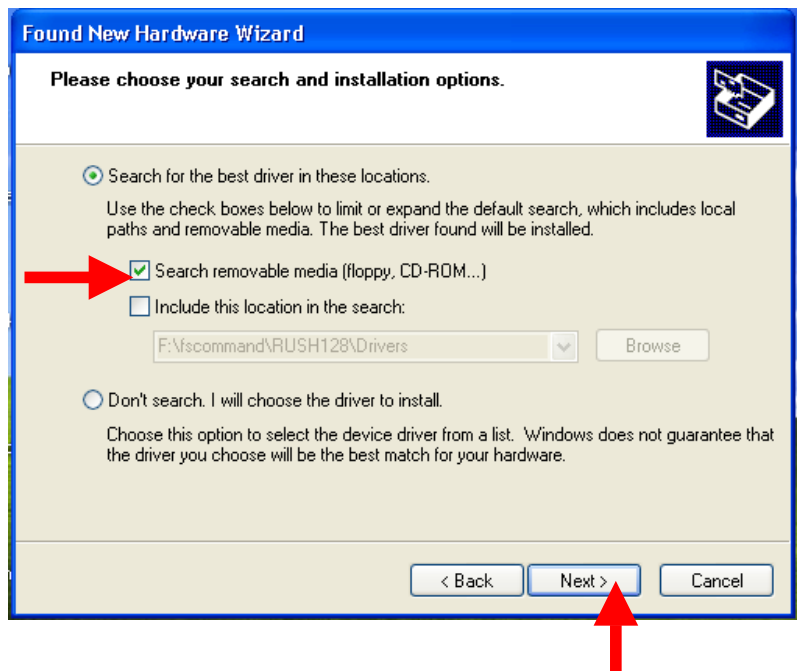 Found New Hardware Wizard
Please choose your search and installation options.
Search for the best driver in these locations.
Use the check boxes below to limit or expand the default search, which includes local
paths and removable media. The best driver found will be installed.
Search removable media (floppy, CD-ROM...)
Include this location in the search:
F:\fscommand\RUSH128\Drivers
Browse
Don't search. I will choose the driver to install.
Choose this option to select the device driver from a list.  Windows does not guarantee that
the driver you choose will be the best match for your hardware.
< Back
Next >
Cancel